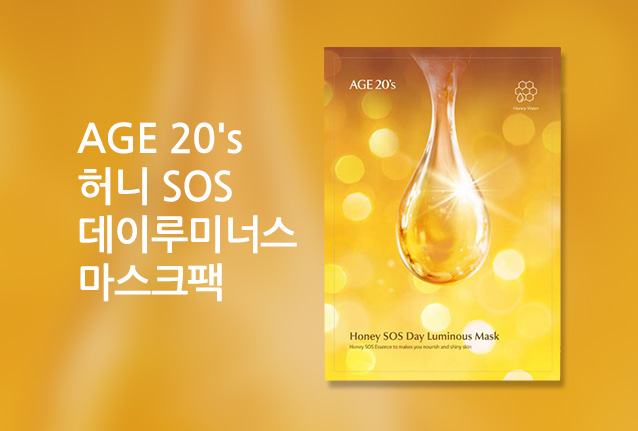 AGE 20's
허니 SOS
데이루미너스
마스크팩
AGE 20's
Honey Water
Honey SOS Day Luminous Mask
Honey SOS Essence to makes you nourish and shiny skin